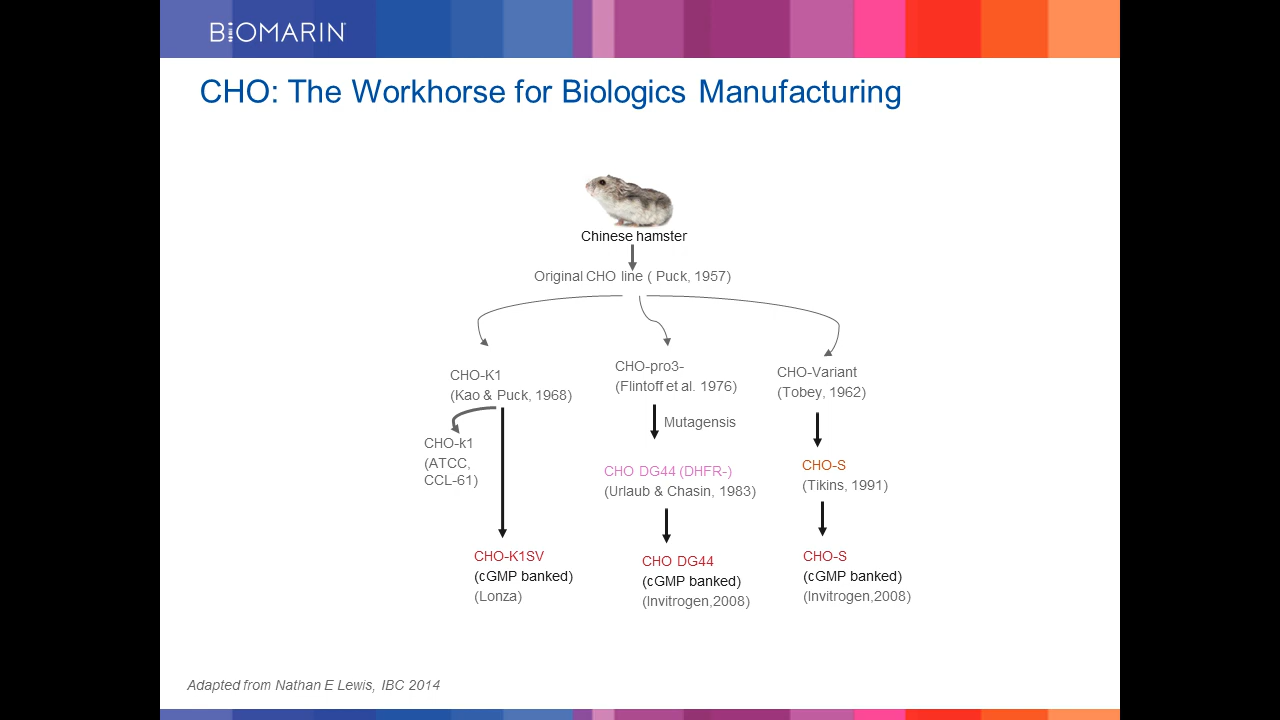 BiOMARIN
CHO: The Workhorse for Biologics Manufacturing
Chinese hamster
Original CHO line ( Puck, 1957)
CHO-K1
(Kao & Puck, 1968)
CHO-k1
(ATCC,
CCL-61)
CHO-K1SV
(cGMP banked)
(Lonza)
CHO-pro3-
(Flintoff et al. 1976)
Mutagensis
CHO DG44 (DHFR-)
(Urlaub & Chasin, 1983)
CHO DG44
(cGMP banked)
(Invitrogen,2008)
CHO-Variant
(Tobey, 1962)
CHO-S
(Tikins, 1991)
CHO-S
(cGMP banked)
(Invitrogen,2008)
Adapted from Nathan E Lewis, IBC 2014